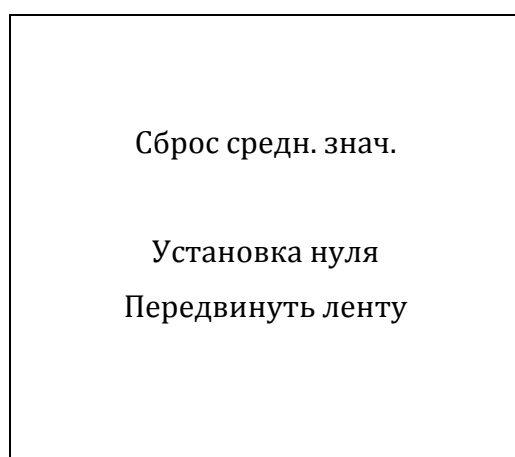 Сброс средн. знач.
Установка нуля
Передвинуть ленту